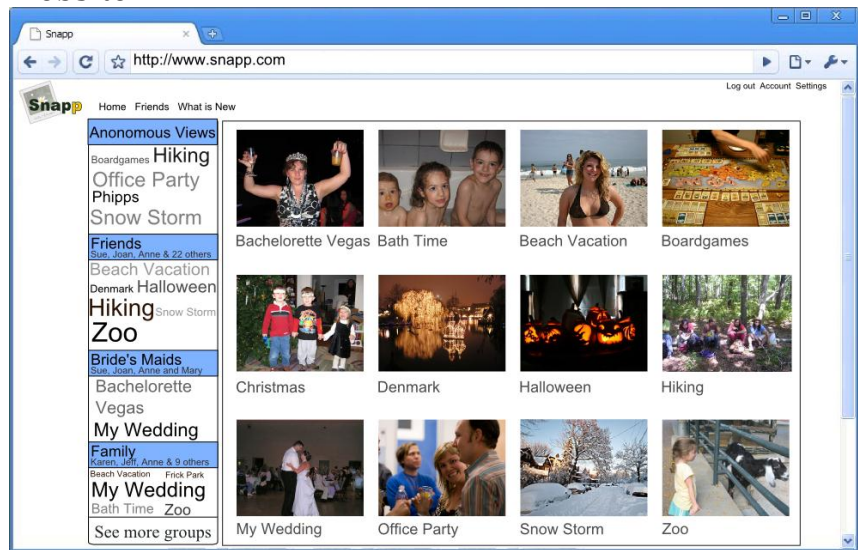 Snapp
http://www.snapp.com
Log out Account Settings
Snapp
Home Friends What is New
Anonomous Views
Boardgames Hiking
Office Party
Phipps
Snow Storm
Friends
Sue, Joan, Anne & 22 others
Beach Vacation
Denmark Halloween
Hiking Snow Storm
Zoo
Bride's Maids
Sue, Joan, Anne and Mary
Bachelorette
Vegas
My Wedding
Family
Karen, Jeff, Anne & 9 others
Beach Vacation Frick Park
My Wedding
Bath Time Zoo
See more groups
Bachelorette Vegas Bath Time Beach Vacation Boardgames
Christmas Denmark Halloween Hiking
My Wedding Office Party Snow Storm Zoo